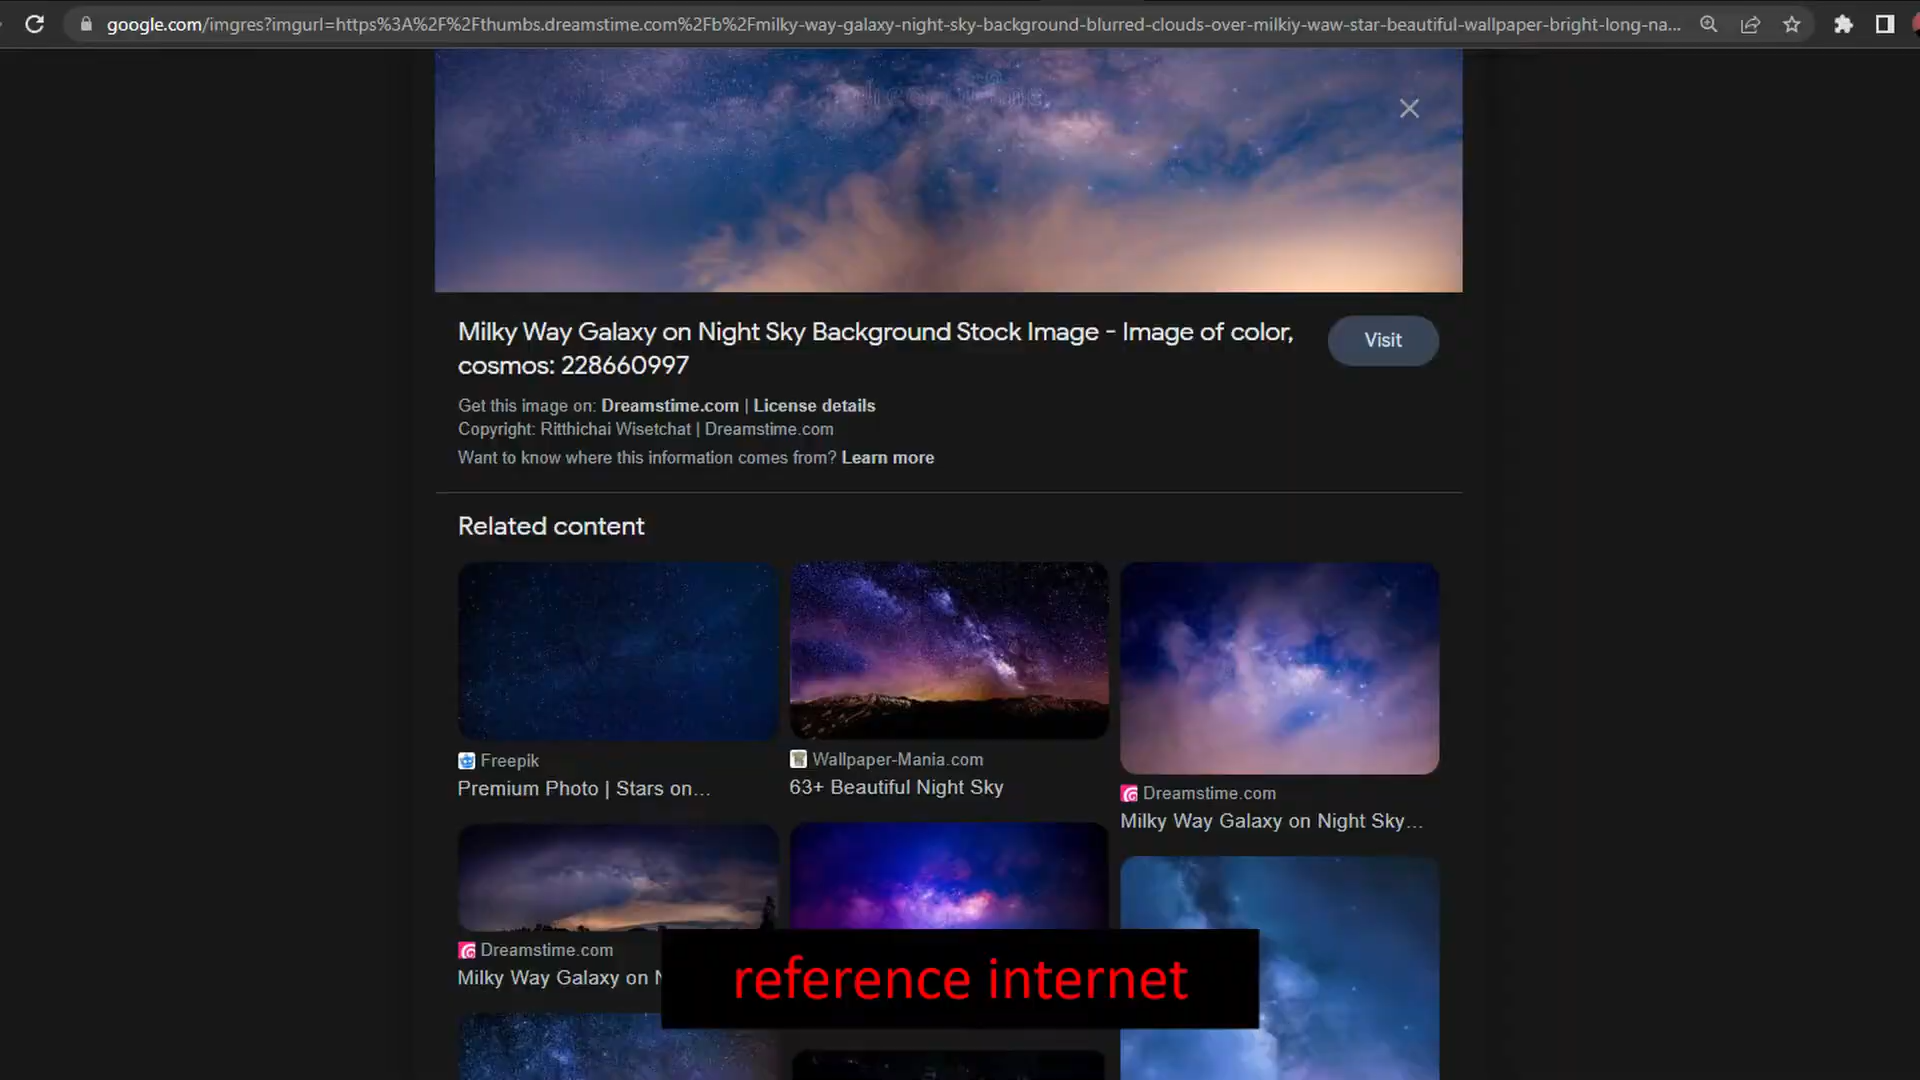 google.com/imgres?imgurl=https%3A%2F%2Fthumbs.dreamstime.com%2Fb%2Fmilky-way-galaxy-night-sky-background-blurred-clouds-over-milkiy-waw-star-beautiful-wallpaper-bright-long-na...
dreamstime
Milky Way Galaxy on Night Sky Background Stock Image - Image of color,
cosmos: 228660997
Visit
Get this image on: Dreamstime.com | License details
Copyright: Ritthichai Wisetchat | Dreamstime.com
Want to know where this information comes from? Learn more
Related content
Freepik
Premium Photo | Stars on...
Wallpaper-Mania.com
63+ Beautiful Night Sky
Dreamstime.com
Milky Way Galaxy on Night Sky...
Dreamstime.com
Milky Way Galaxy on N
reference internet